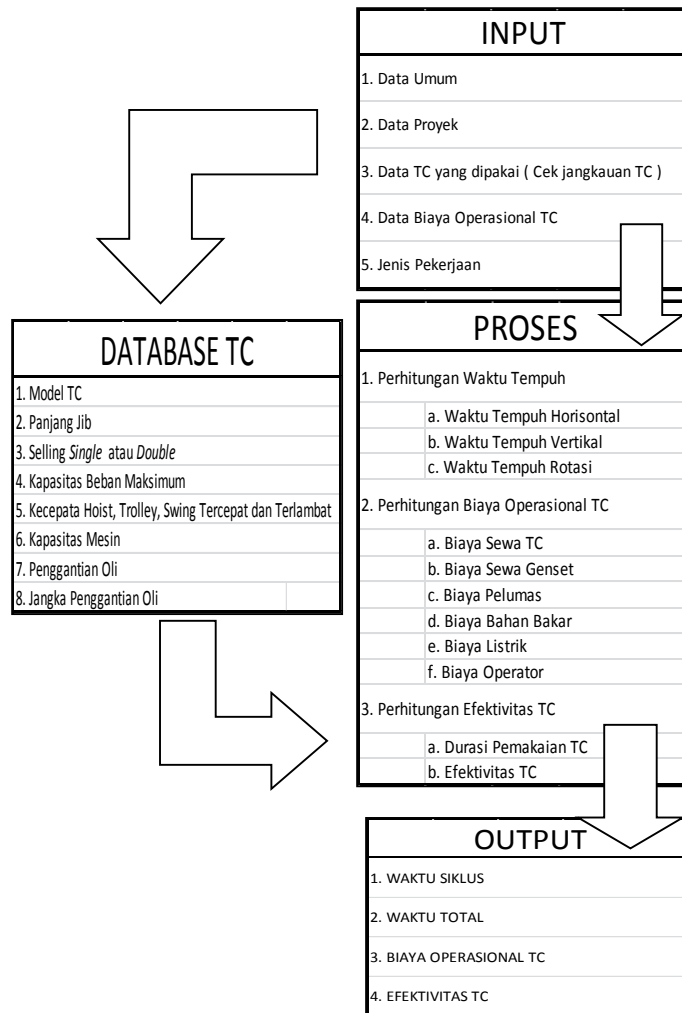 INPUT
1. Data Umum
2. Data Proyek
3. Data TC yang dipakai ( Cek jangkauan TC )
4. Data Biaya Operasional TC
5. Jenis Pekerjaan
DATABASE TC
1. Model TC
2. Panjang Jib
3. Selling Single atau Double
4. Kapasitas Beban Maksimum
5. Kecepata Hoist, Trolley, Swing Tercepat dan Terlambat
6. Kapasitas Mesin
7. Penggantian Oli
8. Jangka Penggantian Oli
PROSES
1. Perhitungan Waktu Tempuh
a. Waktu Tempuh Horisontal
b. Waktu Tempuh Vertikal
c. Waktu Tempuh Rotasi
2. Perhitungan Biaya Operasional TC
a. Biaya Sewa TC
b. Biaya Sewa Genset
c. Biaya Pelumas
d. Biaya Bahan Bakar
e. Biaya Listrik
f. Biaya Operator
3. Perhitungan Efektivitas TC
a. Durasi Pemakaian TC
b. Efektivitas TC
OUTPUT
1. WAKTU SIKLUS
2. WAKTU TOTAL
3. BIAYA OPERASIONAL TC
4. EFEKTIVITAS TC